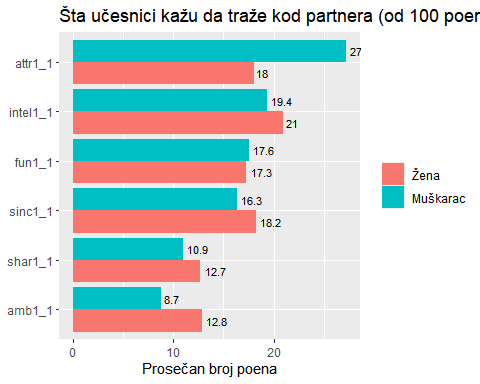 Šta učesnici kažu da traže kod partnera (od 100 poer
attr1_1
27
18
intel1_1
19.4
21
fun1_1
17.6
17.3
sinc1_1
16.3
18.2
shar1_1
10.9
12.7
amb1_1
8.7
12.8
0 10 20
Prosečan broj poena
Žena
Muškarac